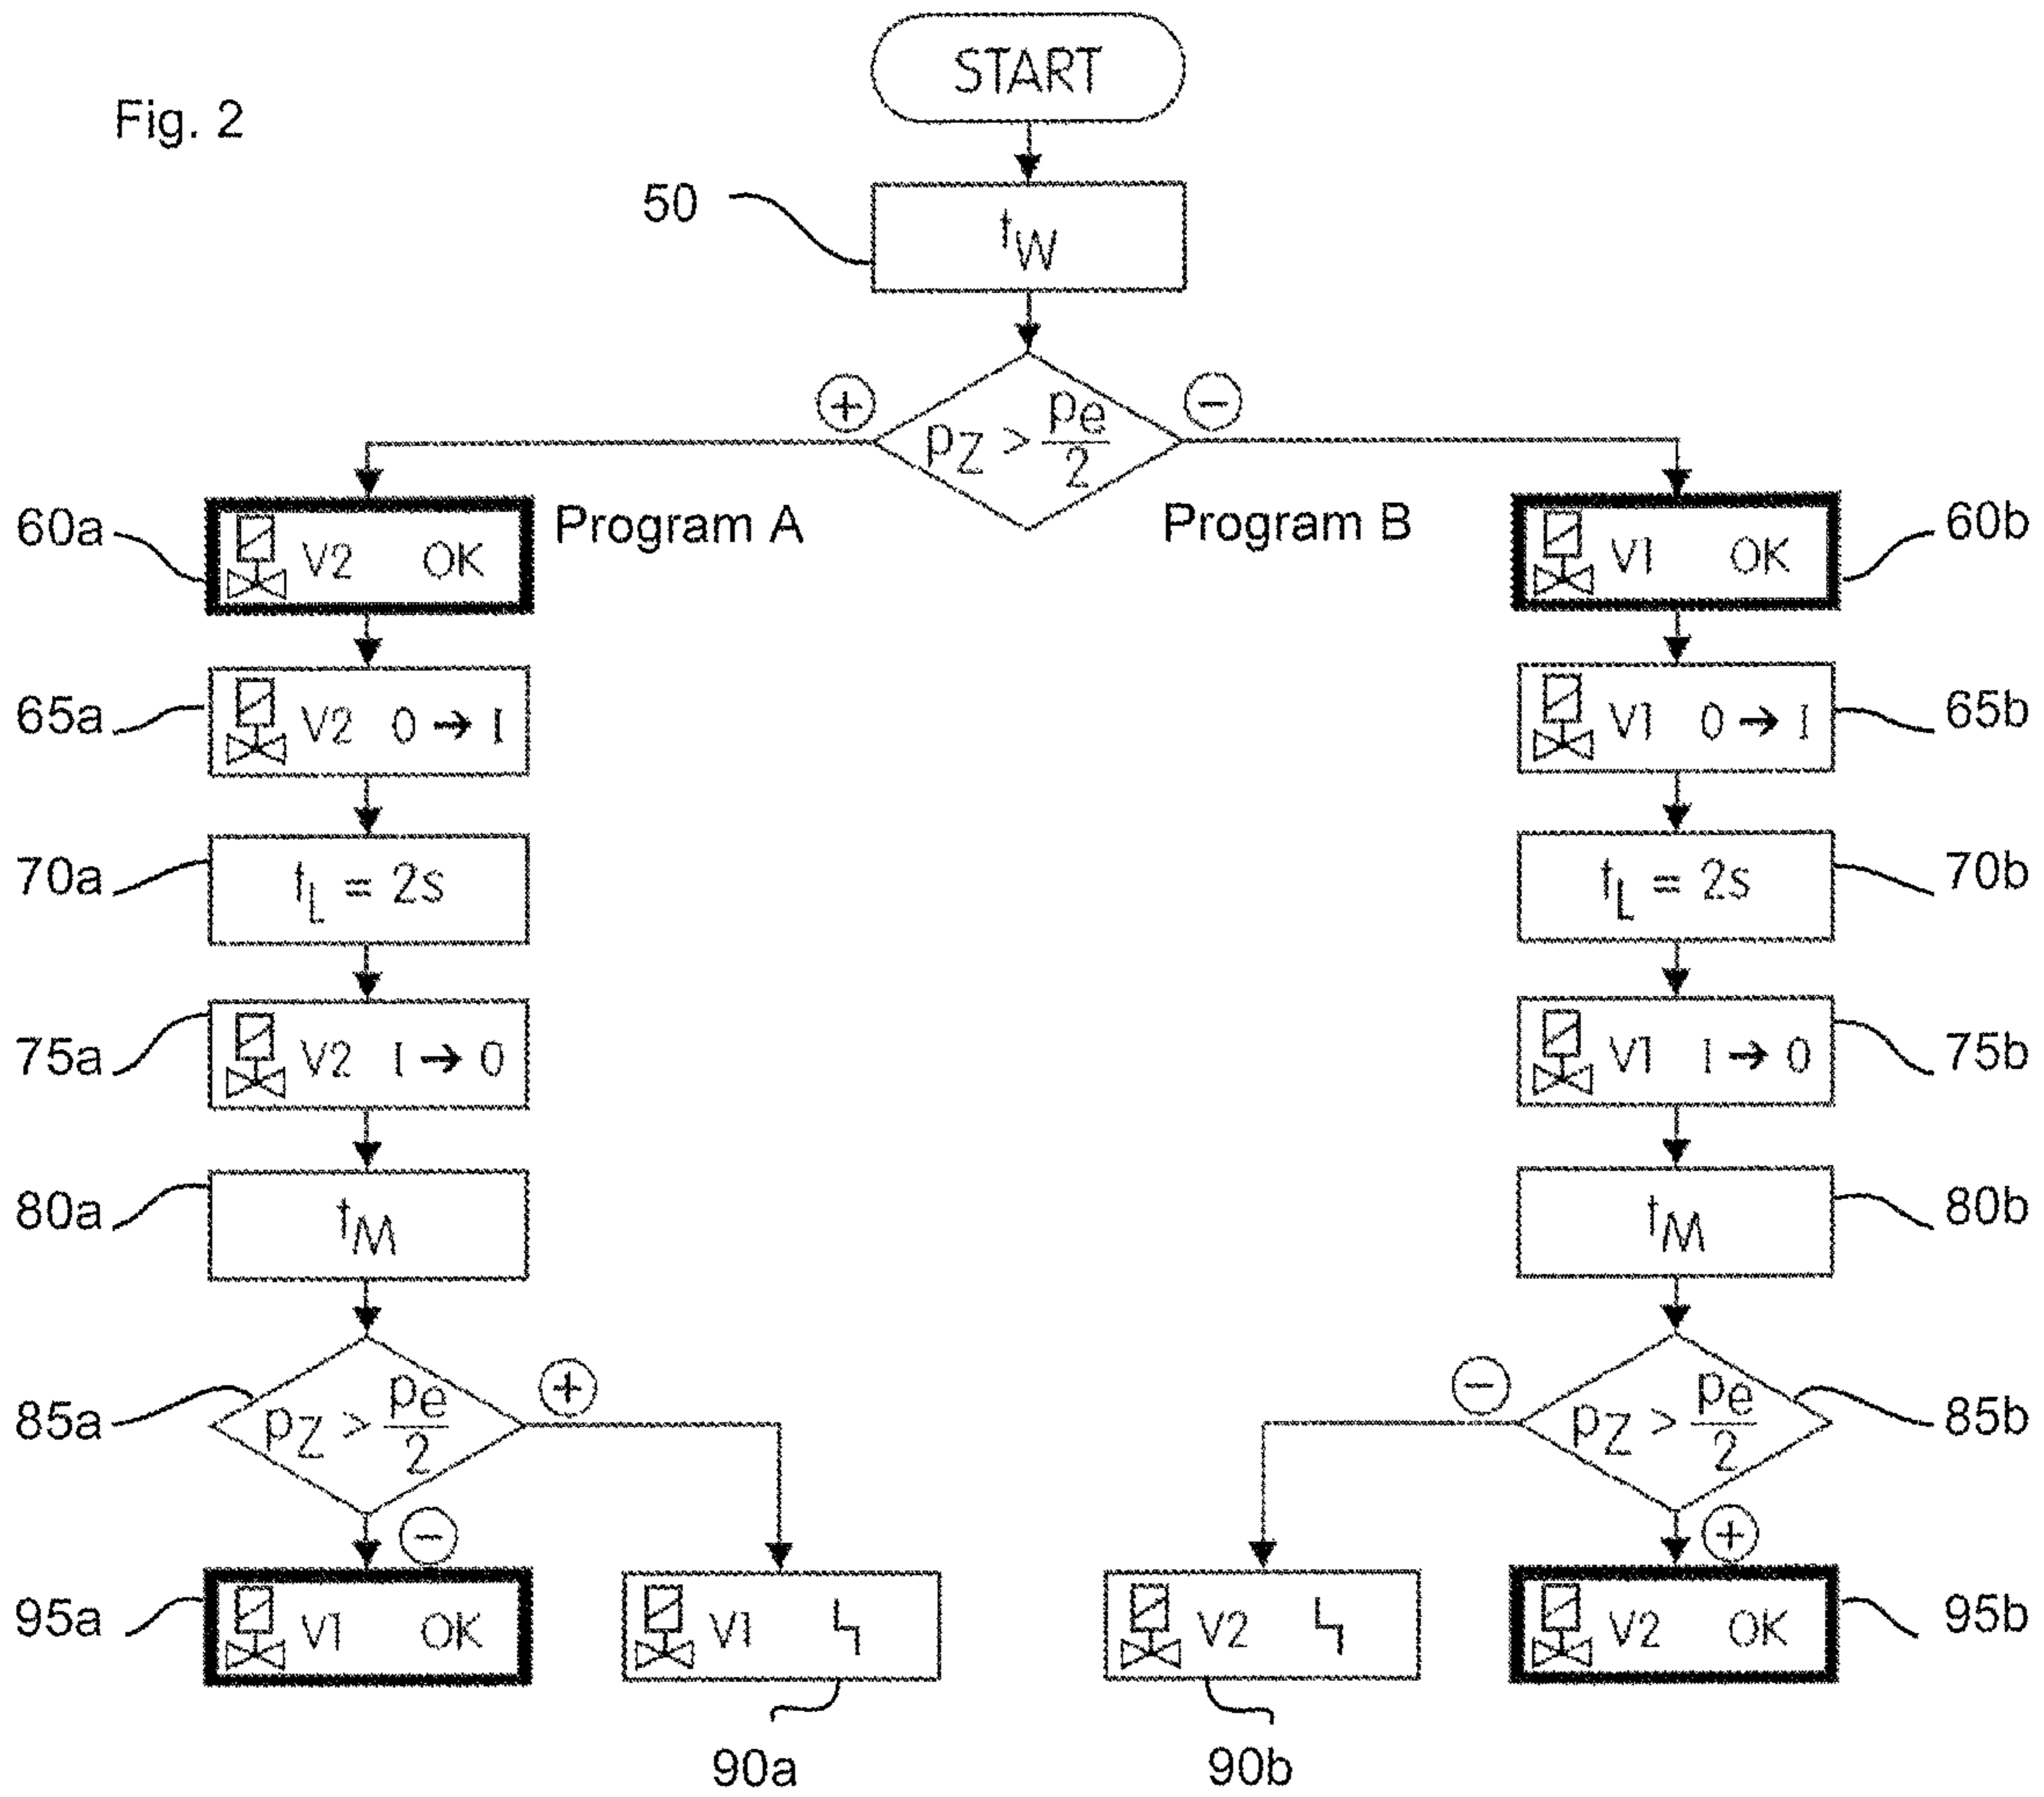 START
Fig. 2
50
tW
+
−
pZ > pe/2
60a
V2 OK
Program A
Program B
V1 OK
60b
65a
V2 0 → I
V1 0 → I
65b
70a
tL = 2s
tL = 2s
70b
75a
V2 I → 0
V1 I → 0
75b
80a
tM
tM
80b
85a
pZ > pe/2
+
−
pZ > pe/2
85b
−
+
95a
V1 OK
V1
V2
V2 OK
95b
90a
90b